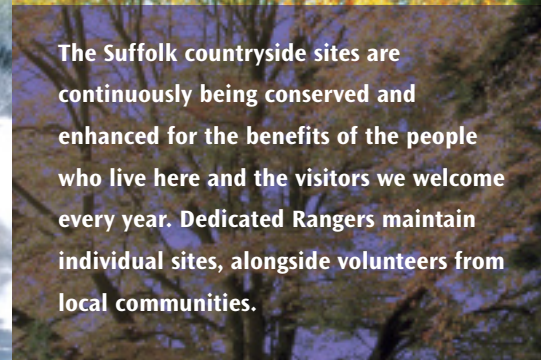 The Suffolk countryside sites are
continuously being conserved and
enhanced for the benefits of the people
who live here and the visitors we welcome
every year. Dedicated Rangers maintain
individual sites, alongside volunteers from
local communities.